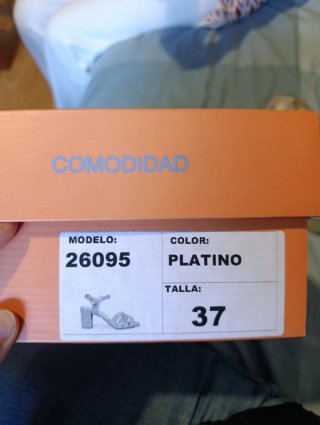 COMODIDAD
MODELO:
26095
COLOR:
PLATINO
TALLA:
37